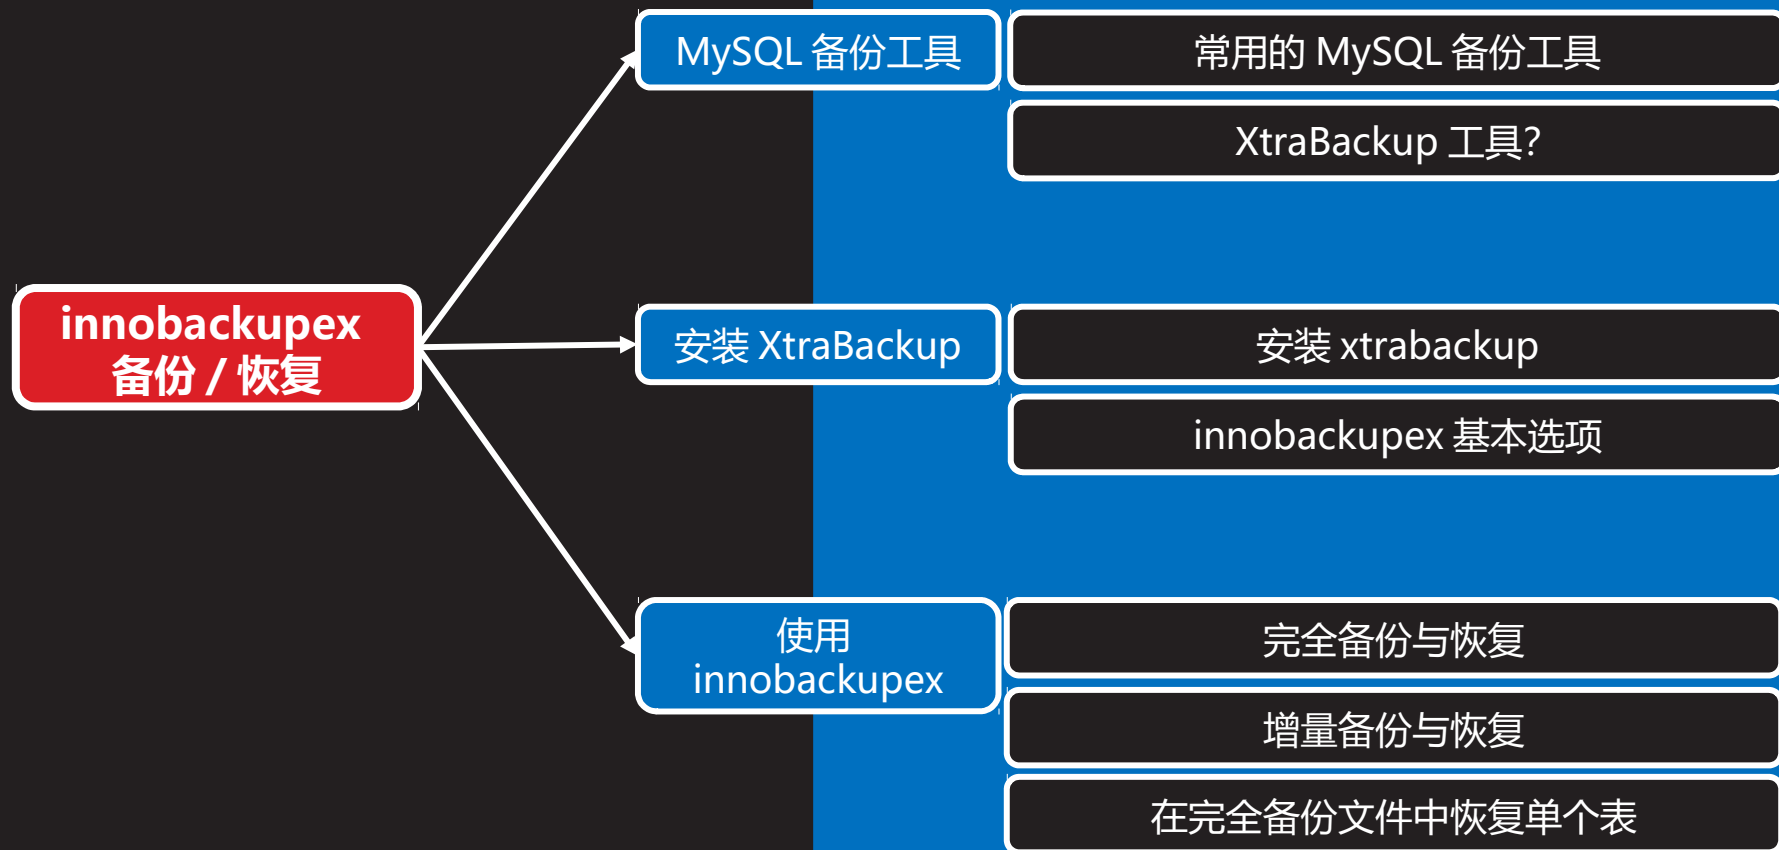 innobackupex
备份 / 恢复
MySQL 备份工具
常用的 MySQL 备份工具
XtraBackup 工具?
安装 XtraBackup
安装 xtrabackup
innobackupex 基本选项
使用
innobackupex
完全备份与恢复
增量备份与恢复
在完全备份文件中恢复单个表